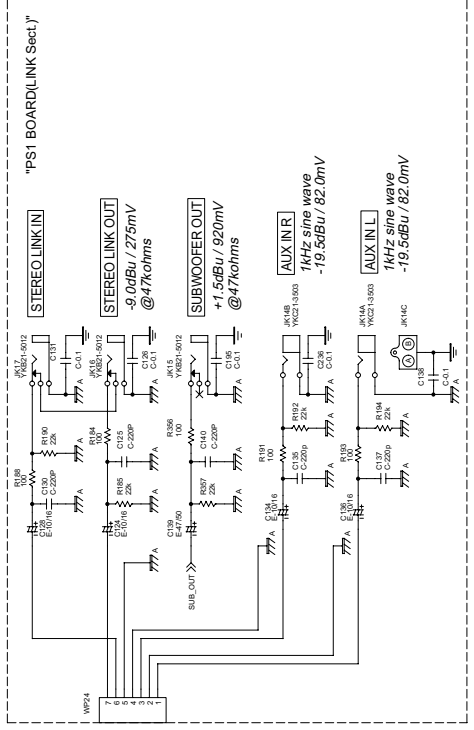 "PS1 BOARD(LINK Sect.)"
STEREO LINK IN
JK17
YKB21-5012
C131
C-0.1
A
R190
22k
R188
100
C130
C-220P
A
A
C128
E-10/16
STEREO LINK OUT
-9.0dBu / 275mV
@47kohms
JK16
YKB21-5012
C126
C-0.1
A
R184
100
C125
C-220P
A
R185
22k
A
C124
E-10/16
A
SUBWOOFER OUT
+1.5dBu / 920mV
@47kohms
JK15
YKB21-5012
C195
C-0.1
A
R356
100
C140
C-220P
A
R357
22k
A
C139
E-47/50
SUB_OUT
AUX IN R
1kHz sine wave
-19.5dBu / 82.0mV
JK14B
YKC21-3503
C236
C-0.1
A
R192
22k
A
R191
100
C135
C-220p
A
C134
E-10/16
A
AUX IN L
1kHz sine wave
-19.5dBu / 82.0mV
JK14A
YKC21-3503
JK14C
A
B
C138
C-0.1
A
R194
22k
A
R193
100
C137
C-220p
A
C136
E-10/16
A
WP24
7
6
5
4
3
2
1